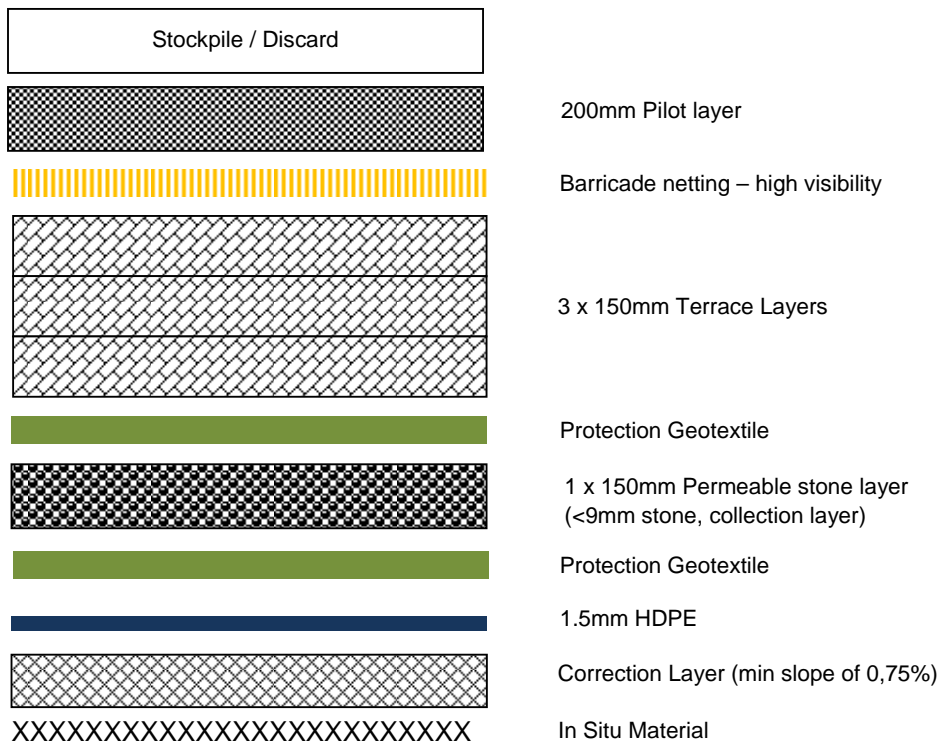 Stockpile / Discard
200mm Pilot layer
Barricade netting – high visibility
3 x 150mm Terrace Layers
Protection Geotextile
1 x 150mm Permeable stone layer
(<9mm stone, collection layer)
Protection Geotextile
1.5mm HDPE
Correction Layer (min slope of 0,75%)
XXXXXXXXXXXXXXXXXXXXXXXXXX In Situ Material